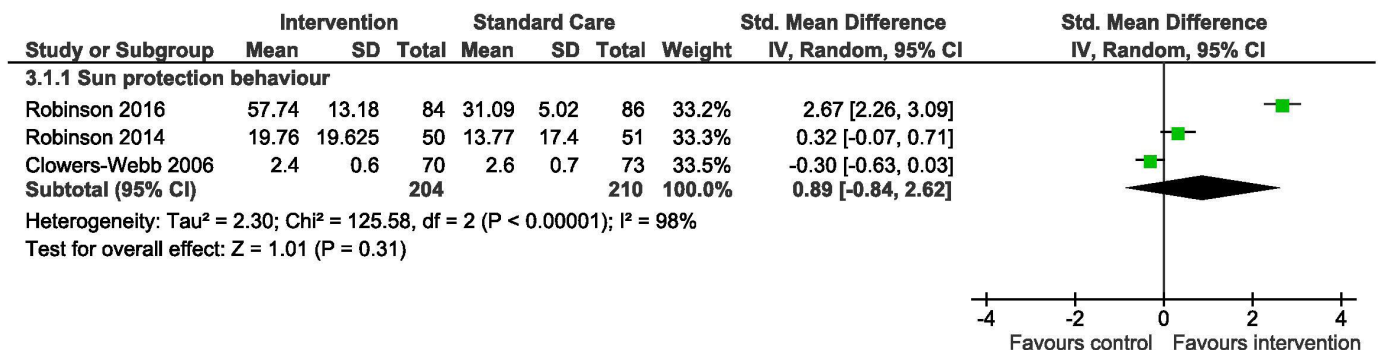 Intervention Standard Care Std. Mean Difference Std. Mean Difference
Study or Subgroup Mean SD Total Mean SD Total Weight IV, Random, 95% CI IV, Random, 95% CI
3.1.1 Sun protection behaviour
Robinson 2016 57.74 13.18 84 31.09 5.02 86 33.2% 2.67 [2.26, 3.09]
Robinson 2014 19.76 19.625 50 13.77 17.4 51 33.3% 0.32 [-0.07, 0.71]
Clowers-Webb 2006 2.4 0.6 70 2.6 0.7 73 33.5% -0.30 [-0.63, 0.03]
Subtotal (95% CI) 204 210 100.0% 0.89 [-0.84, 2.62]
Heterogeneity: Tau² = 2.30; Chi² = 125.58, df = 2 (P < 0.00001); I² = 98%
Test for overall effect: Z = 1.01 (P = 0.31)
-4 -2 0 2 4
Favours control Favours intervention